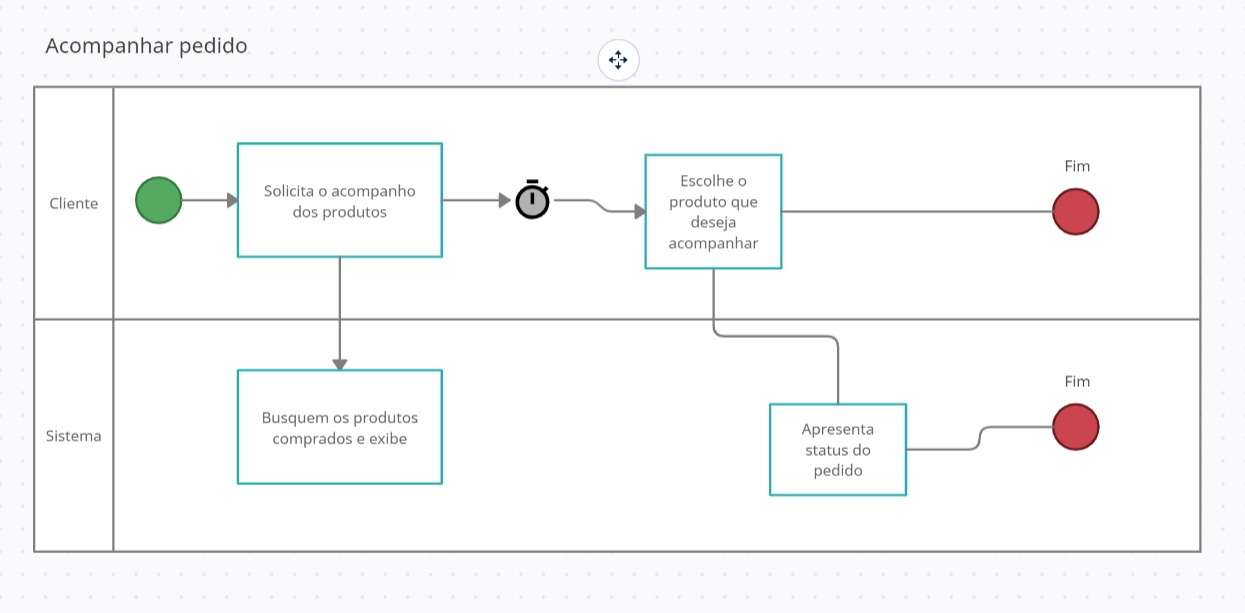 Acompanhar pedido
Cliente
Solicita o acompanho
dos produtos
Escolhe o
produto que
deseja
acompanhar
Fim
Sistema
Busquem os produtos
comprados e exibe
Apresenta
status do
pedido
Fim